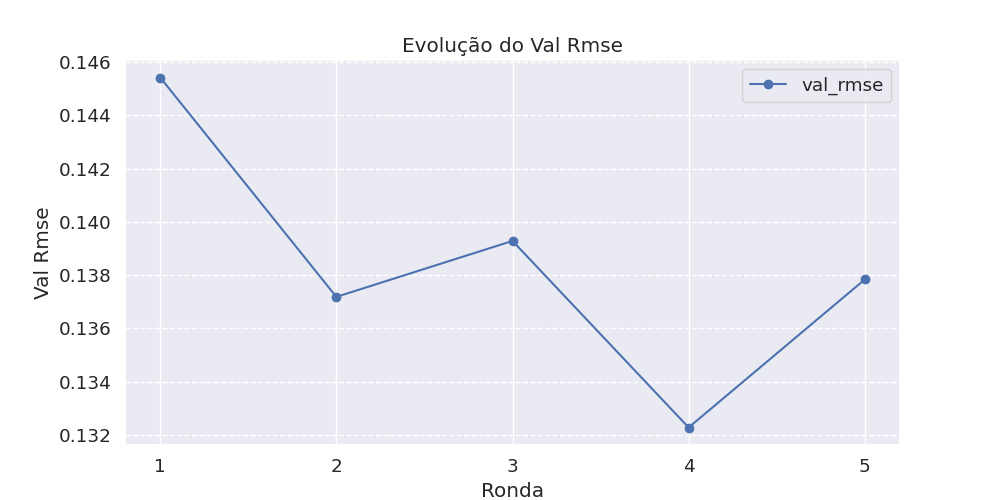 Evolução do Val Rmse
val_rmse
Val Rmse
0.146
0.144
0.142
0.140
0.138
0.136
0.134
0.132
1 2 3 4 5
Ronda